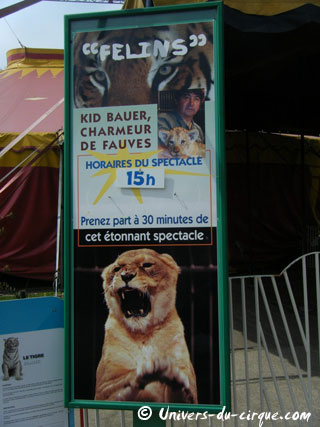 “FELINS”
KID BAUER,
CHARMEUR
DE FAUVES
HORAIRES DU SPECTACLE
15h
Prenez part à 30 minutes de
cet étonnant spectacle
LE TIGRE
© Univers-du-cirque.com